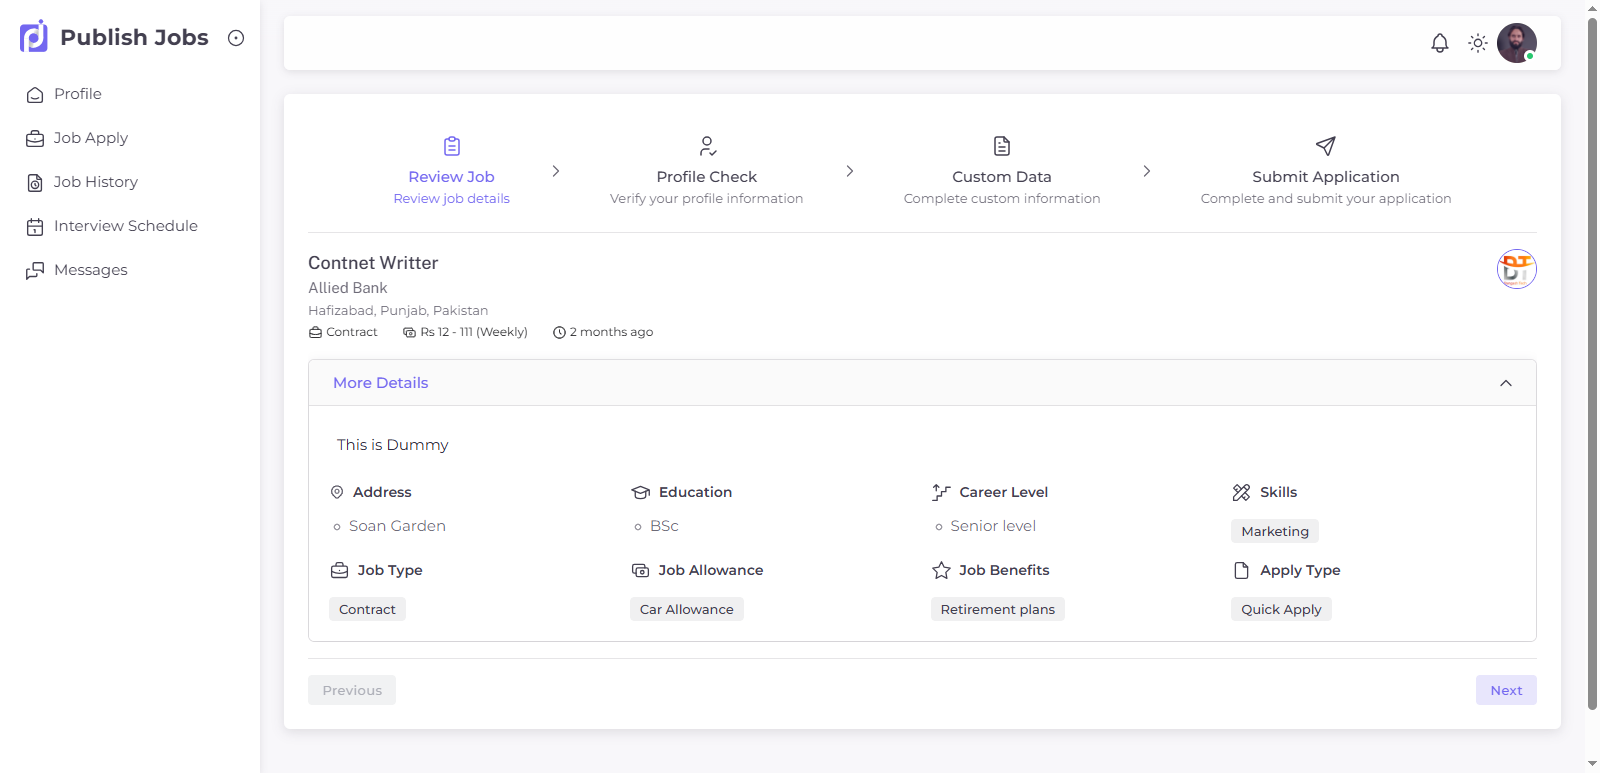 Publish Jobs
Profile
Job Apply
Job History
Interview Schedule
Messages
Review Job
Review job details
Profile Check
Verify your profile information
Custom Data
Complete custom information
Submit Application
Complete and submit your application
Contnet Writter
Allied Bank
Hafizabad, Punjab, Pakistan
Contract Rs 12 - 111 (Weekly) 2 months ago
More Details
This is Dummy
Address
Soan Garden
Education
BSc
Career Level
Senior level
Skills
Marketing
Job Type
Contract
Job Allowance
Car Allowance
Job Benefits
Retirement plans
Apply Type
Quick Apply
Previous
Next